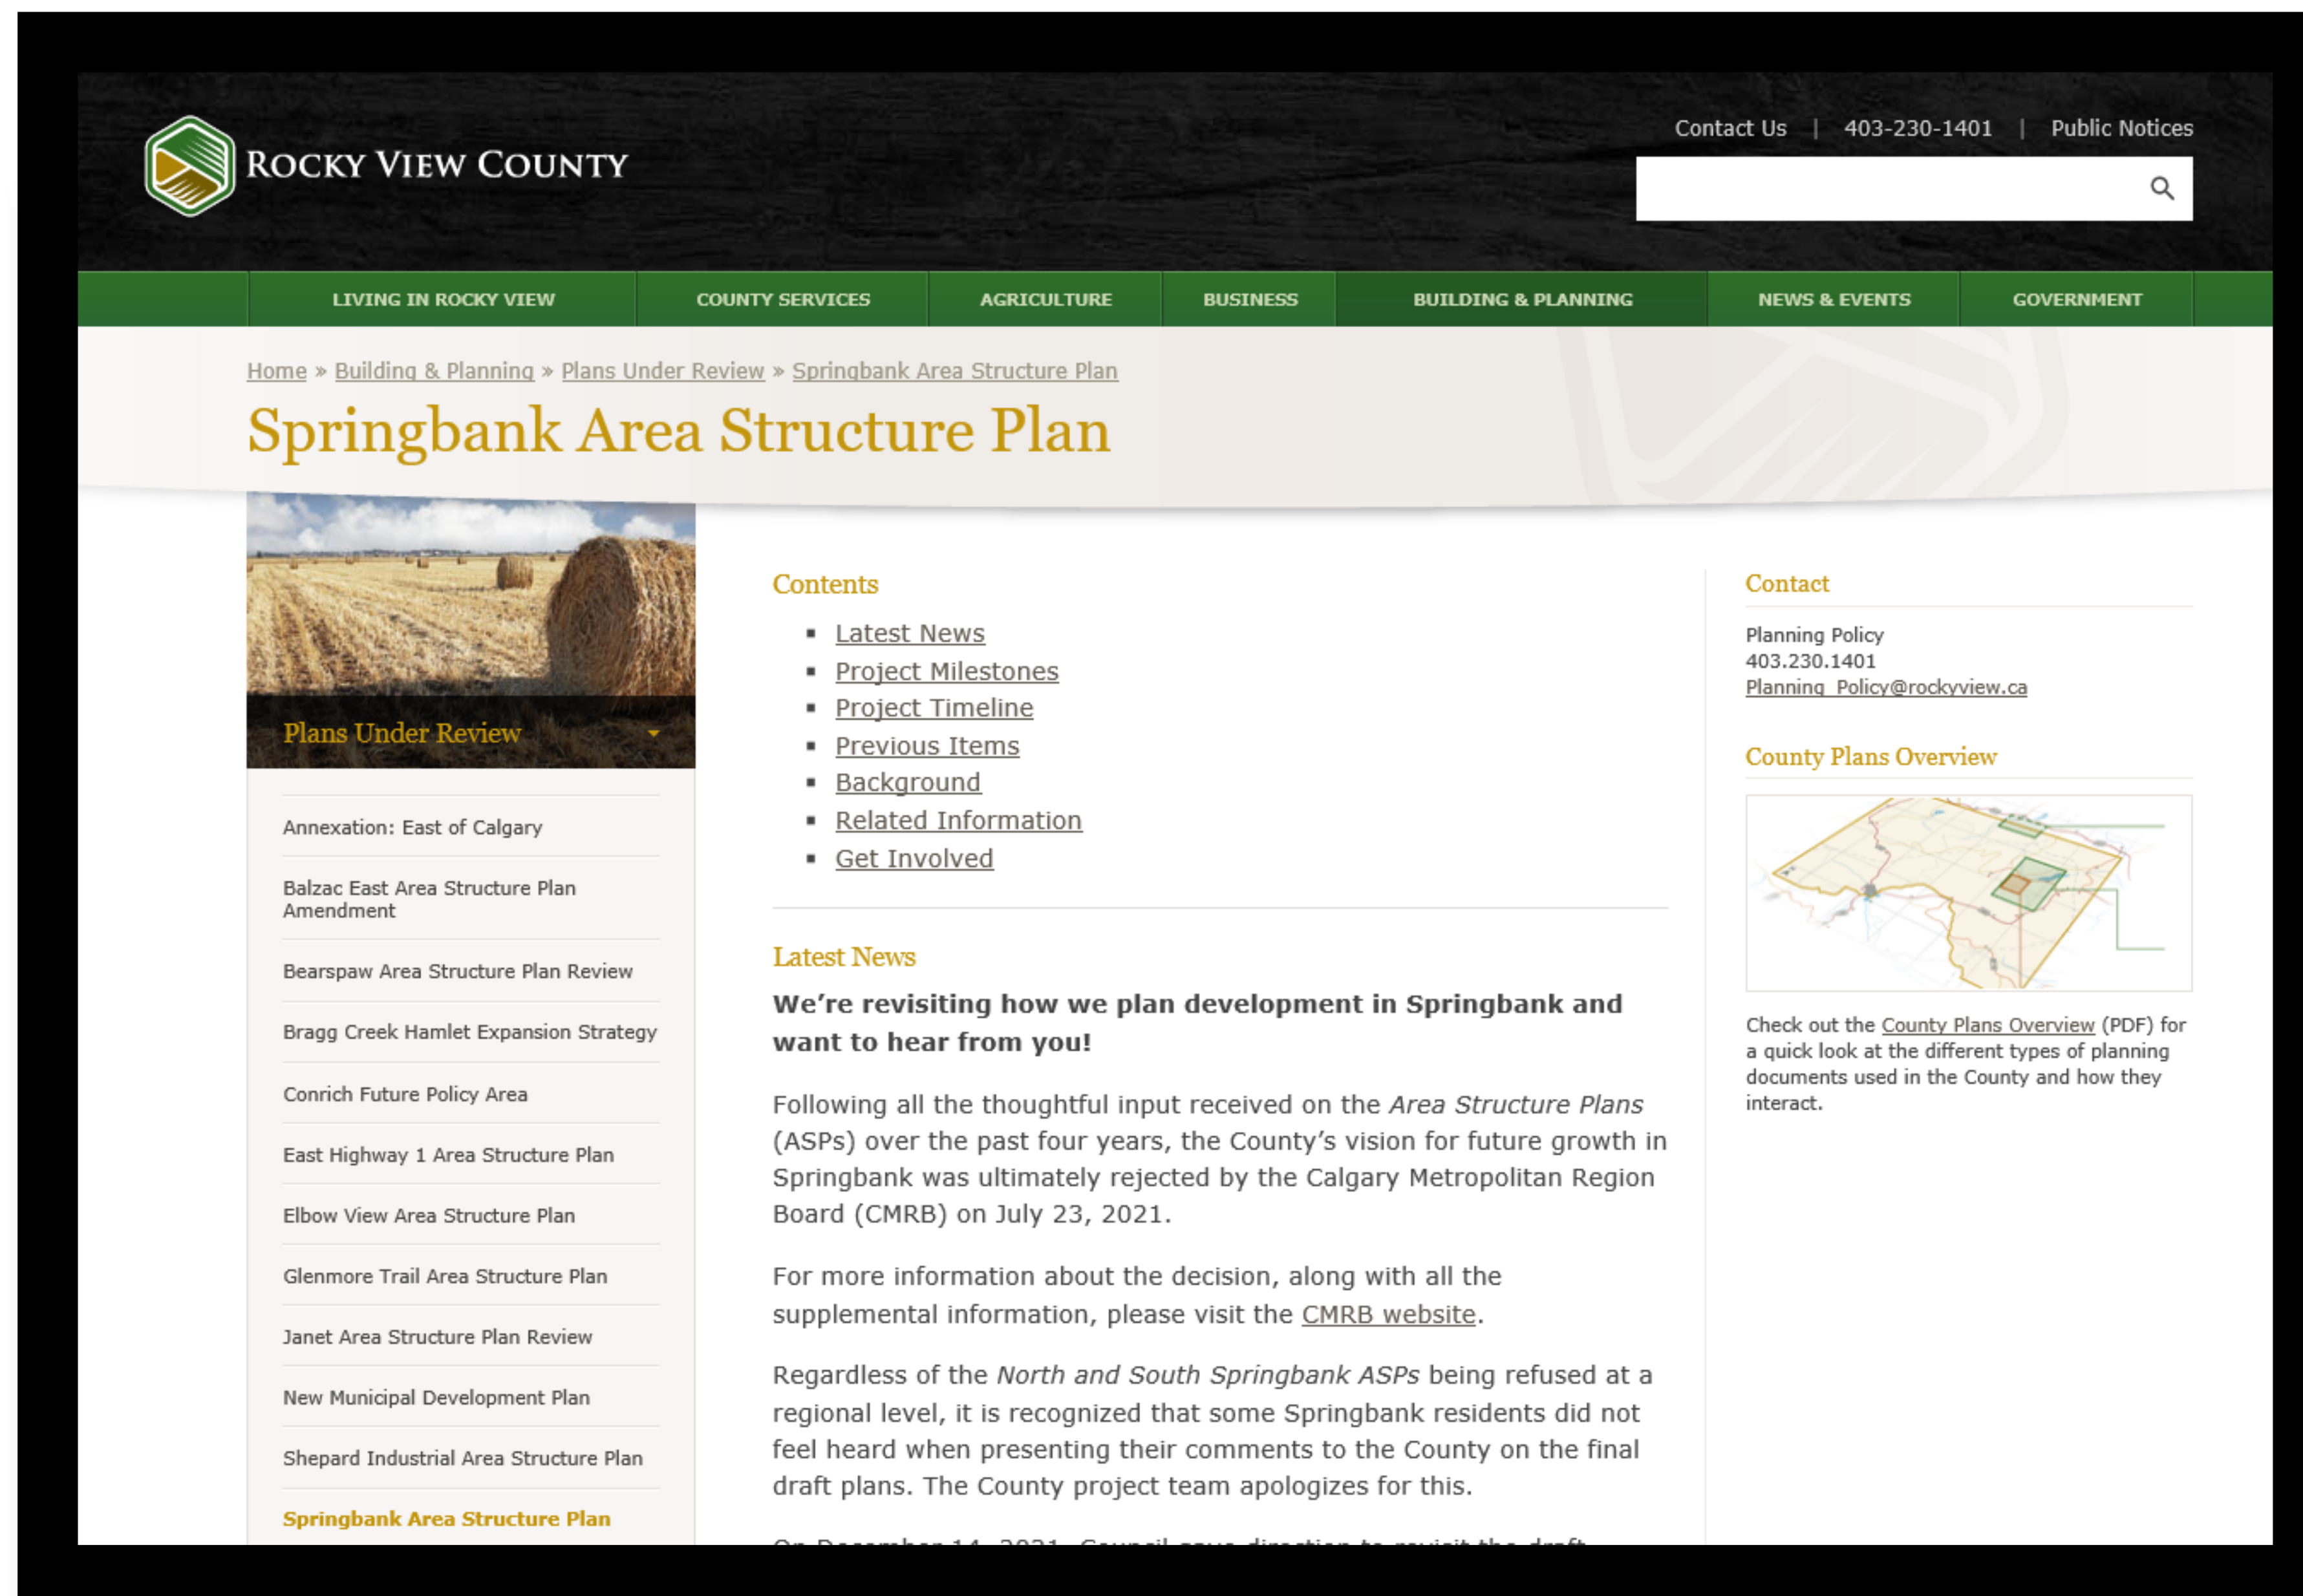 ROCKY VIEW COUNTY
Contact Us | 403-230-1401 | Public Notices
LIVING IN ROCKY VIEW COUNTY SERVICES AGRICULTURE BUSINESS BUILDING & PLANNING NEWS & EVENTS GOVERNMENT
Home » Building & Planning » Plans Under Review » Springbank Area Structure Plan
Springbank Area Structure Plan
Plans Under Review
Annexation: East of Calgary
Balzac East Area Structure Plan
Amendment
Bearspaw Area Structure Plan Review
Bragg Creek Hamlet Expansion Strategy
Conrich Future Policy Area
East Highway 1 Area Structure Plan
Elbow View Area Structure Plan
Glenmore Trail Area Structure Plan
Janet Area Structure Plan Review
New Municipal Development Plan
Shepard Industrial Area Structure Plan
Springbank Area Structure Plan
Contents
▪ Latest News
▪ Project Milestones
▪ Project Timeline
▪ Previous Items
▪ Background
▪ Related Information
▪ Get Involved
Latest News
We're revisiting how we plan development in Springbank and
want to hear from you!
Following all the thoughtful input received on the Area Structure Plans
(ASPs) over the past four years, the County's vision for future growth in
Springbank was ultimately rejected by the Calgary Metropolitan Region
Board (CMRB) on July 23, 2021.
For more information about the decision, along with all the
supplemental information, please visit the CMRB website.
Regardless of the North and South Springbank ASPs being refused at a
regional level, it is recognized that some Springbank residents did not
feel heard when presenting their comments to the County on the final
draft plans. The County project team apologizes for this.
On December 14, 2021, Council gave direction to revisit the draft
Contact
Planning Policy
403.230.1401
Planning_Policy@rockyview.ca
County Plans Overview
Check out the County Plans Overview (PDF) for
a quick look at the different types of planning
documents used in the County and how they
interact.